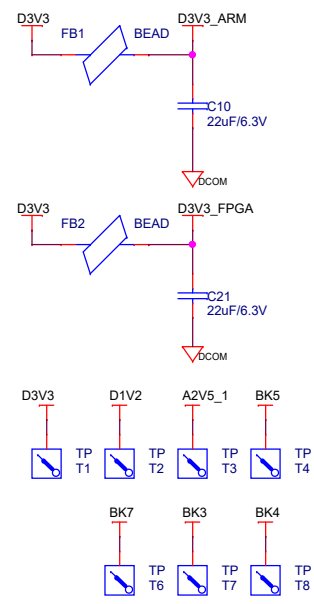 D3V3 D3V3_ARM
FB1 BEAD
C10
22uF/6.3V
DCOM
D3V3 D3V3_FPGA
FB2 BEAD
C21
22uF/6.3V
DCOM
D3V3 D1V2 A2V5_1 BK5
TP TP TP TP
T1 T2 T3 T4
BK7 BK3 BK4
TP TP TP
T6 T7 T8